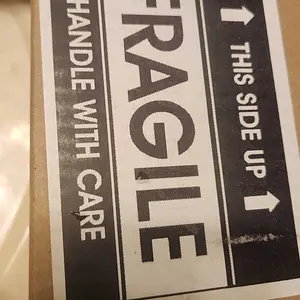 ↑ THIS SIDE UP ↑
FRAGILE
HANDLE WITH CARE